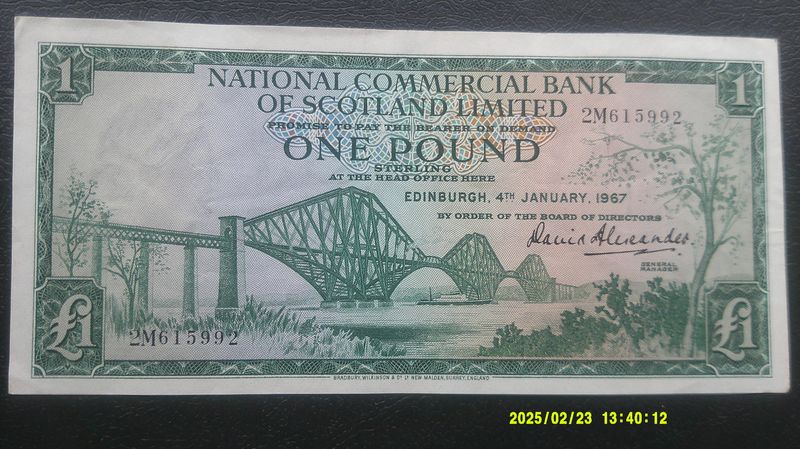 1
NATIONAL COMMERCIAL BANK
1
OF SCOTLAND LIMITED
2M615992
PROMISE TO PAY THE BEARER ON DEMAND
ONE POUND
STERLING
AT THE HEAD OFFICE HERE
EDINBURGH, 4TH JANUARY, 1967
BY ORDER OF THE BOARD OF DIRECTORS
David Alexander
GENERAL
MANAGER
£1
2M615992
£1
BRADBURY, WILKINSON & Co Ld NEW MALDEN, SURREY, ENGLAND.
2025/02/23 13:40:12